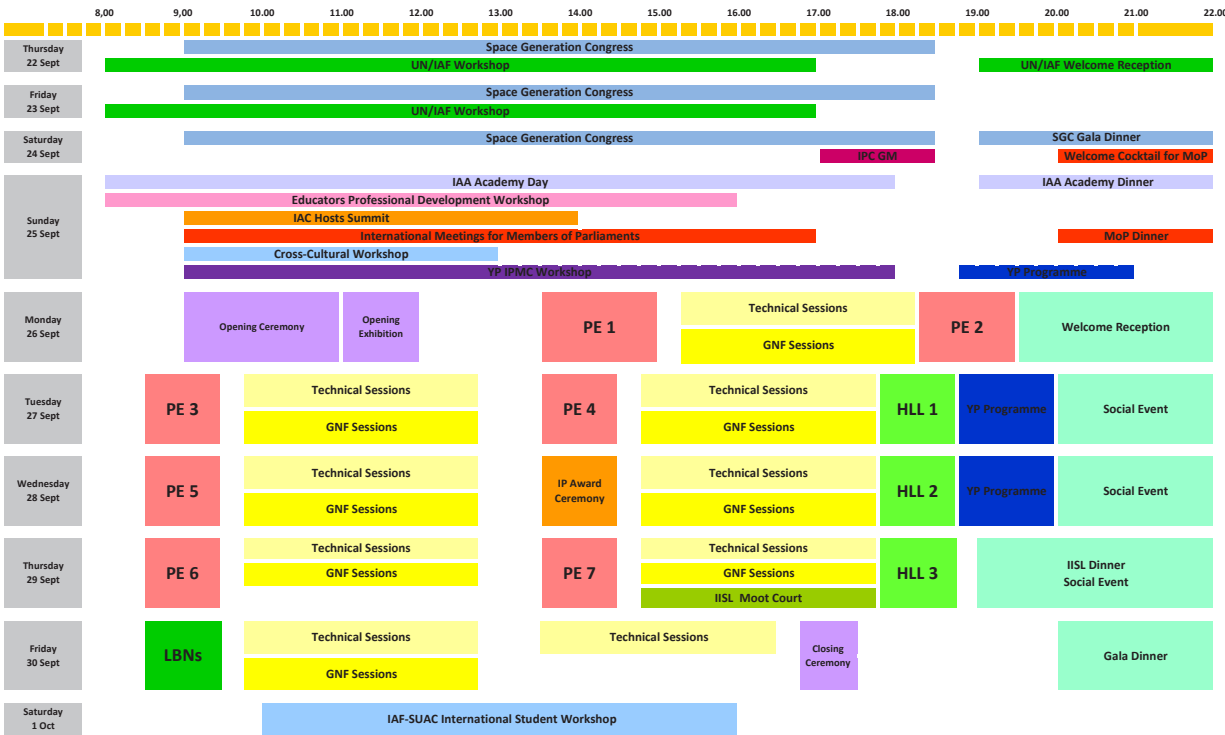 8.00 9,00 10.00 11.00 12.00 13.00 14.00 15.00 16.00 17.00 18.00 19.00 20.00 21.00 22.00
Thursday
22 Sept
Space Generation Congress
UN/IAF Workshop
UN/IAF Welcome Reception
Friday
23 Sept
Space Generation Congress
UN/IAF Workshop
Saturday
24 Sept
Space Generation Congress
SGC Gala Dinner
IPC GM
Welcome Cocktail for MoP
Sunday
25 Sept
IAA Academy Day
IAA Academy Dinner
Educators Professional Development Workshop
IAC Hosts Summit
International Meetings for Members of Parliaments
MoP Dinner
Cross-Cultural Workshop
YP IPMC Workshop
YP Programme
Monday
26 Sept
Opening Ceremony
Opening
Exhibition
PE 1
Technical Sessions
GNF Sessions
PE 2
Welcome Reception
Tuesday
27 Sept
PE 3
Technical Sessions
GNF Sessions
PE 4
Technical Sessions
GNF Sessions
HLL 1
YP Programme
Social Event
Wednesday
28 Sept
PE 5
Technical Sessions
GNF Sessions
IP Award
Ceremony
Technical Sessions
GNF Sessions
HLL 2
YP Programme
Social Event
Thursday
29 Sept
PE 6
Technical Sessions
GNF Sessions
PE 7
Technical Sessions
GNF Sessions
IISL Moot Court
HLL 3
IISL Dinner
Social Event
Friday
30 Sept
LBNs
Technical Sessions
GNF Sessions
Technical Sessions
Closing
Ceremony
Gala Dinner
Saturday
1 Oct
IAF-SUAC International Student Workshop